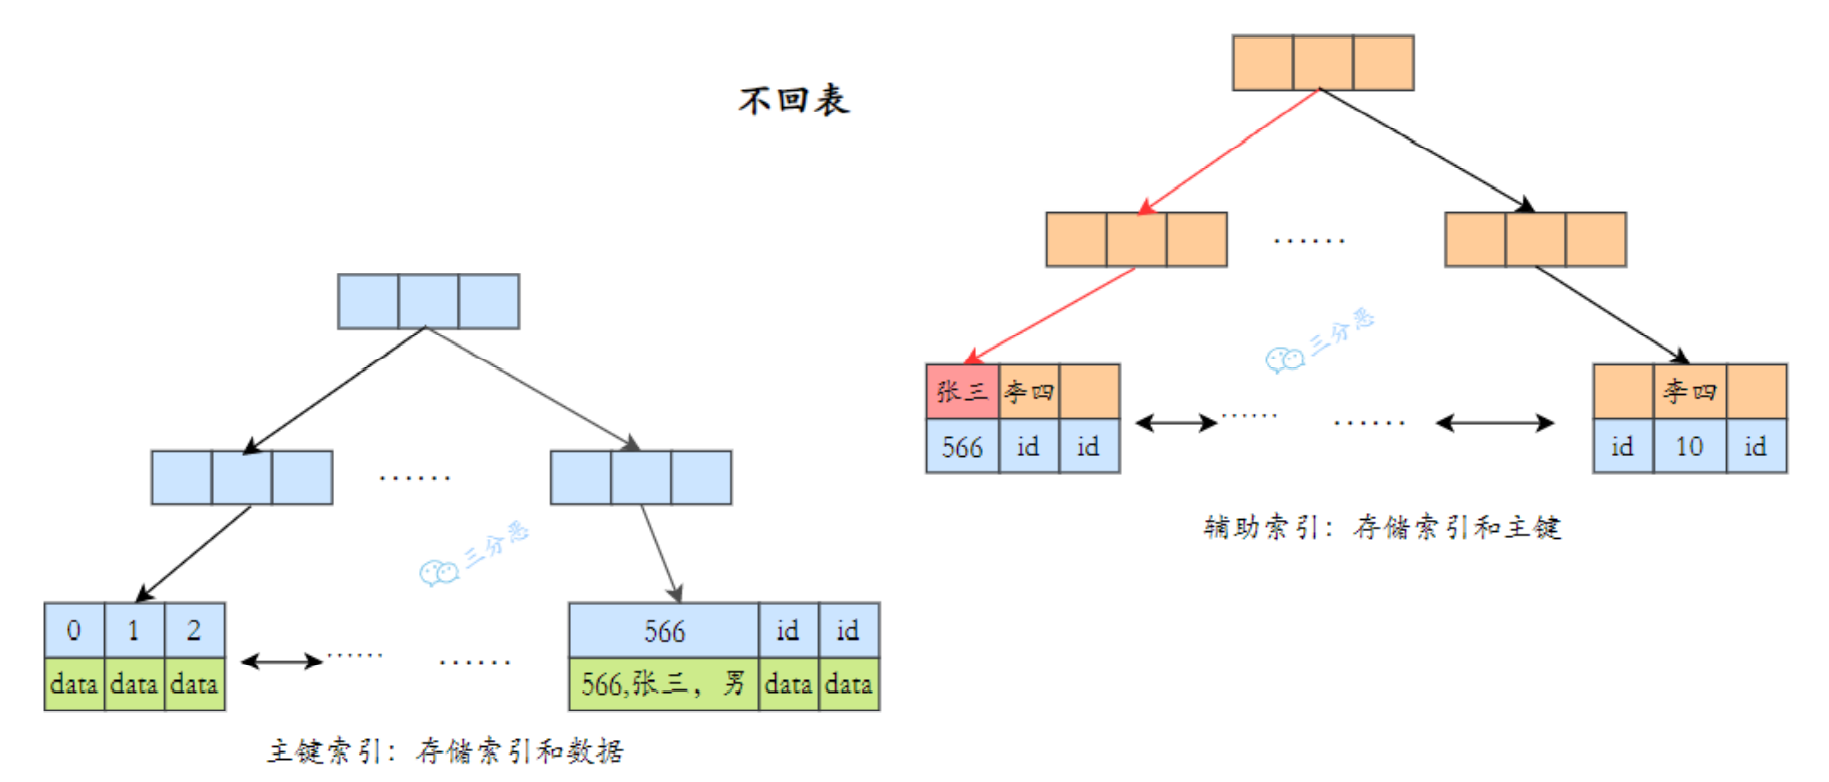 不回表
张三 李四
566 id id
······ ······
李四
id 10 id
辅助索引：存储索引和主键
三分恶
······
······
三分恶
0 1 2
data data data
······ ······
566 id id
566,张三，男 data data
主键索引：存储索引和数据